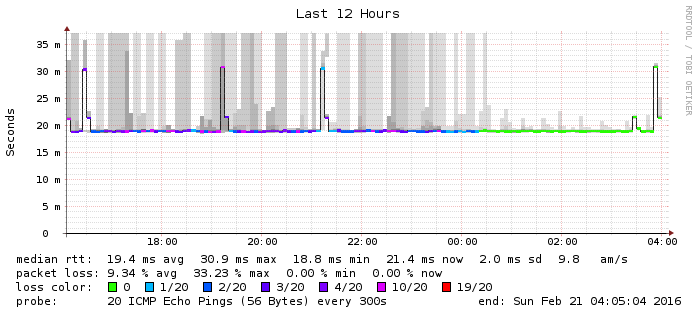 Last 12 Hours
RRDTOOL / TOBI OETIKER
Seconds
35 m
30 m
25 m
20 m
15 m
10 m
5 m
0
18:00 20:00 22:00 00:00 02:00 04:00
median rtt: 19.4 ms avg 30.9 ms max 18.8 ms min 21.4 ms now 2.0 ms sd 9.8 am/s
packet loss: 9.34 % avg 33.23 % max 0.00 % min 0.00 % now
loss color: 0 1/20 2/20 3/20 4/20 10/20 19/20
probe: 20 ICMP Echo Pings (56 Bytes) every 300s end: Sun Feb 21 04:05:04 2016